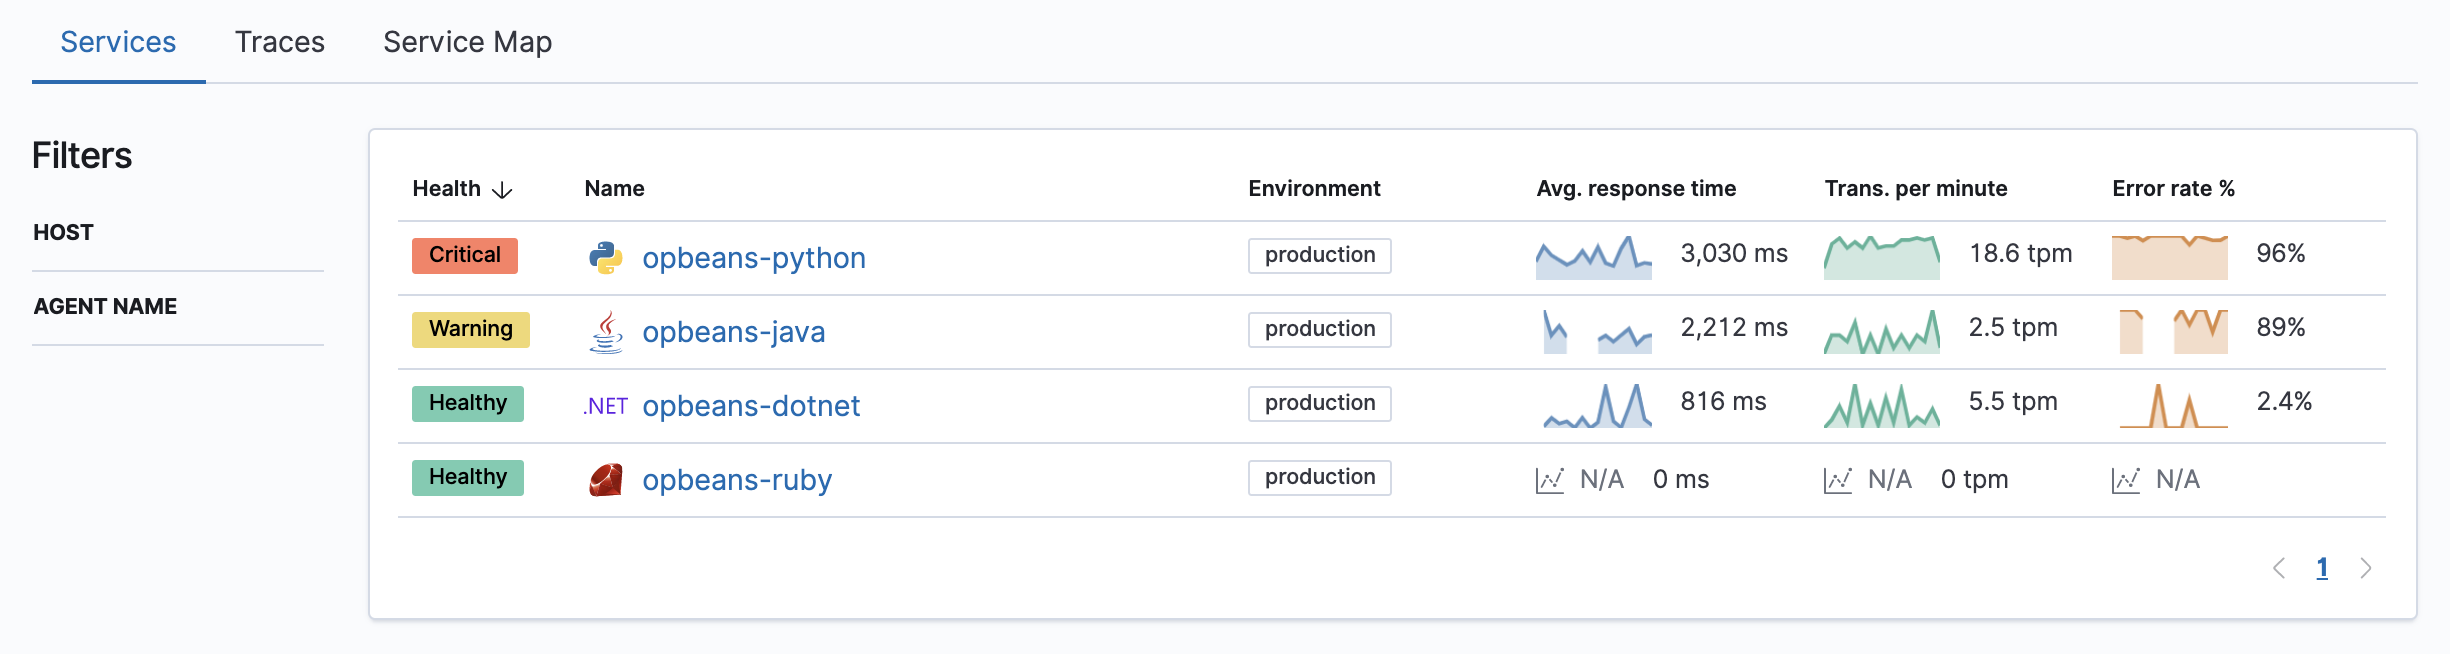 Services Traces Service Map
Filters
HOST
AGENT NAME
Health Name Environment Avg. response time Trans. per minute Error rate %
Critical opbeans-python production 3,030 ms 18.6 tpm 96%
Warning opbeans-java production 2,212 ms 2.5 tpm 89%
Healthy .NET opbeans-dotnet production 816 ms 5.5 tpm 2.4%
Healthy opbeans-ruby production N/A 0 ms N/A 0 tpm N/A
1